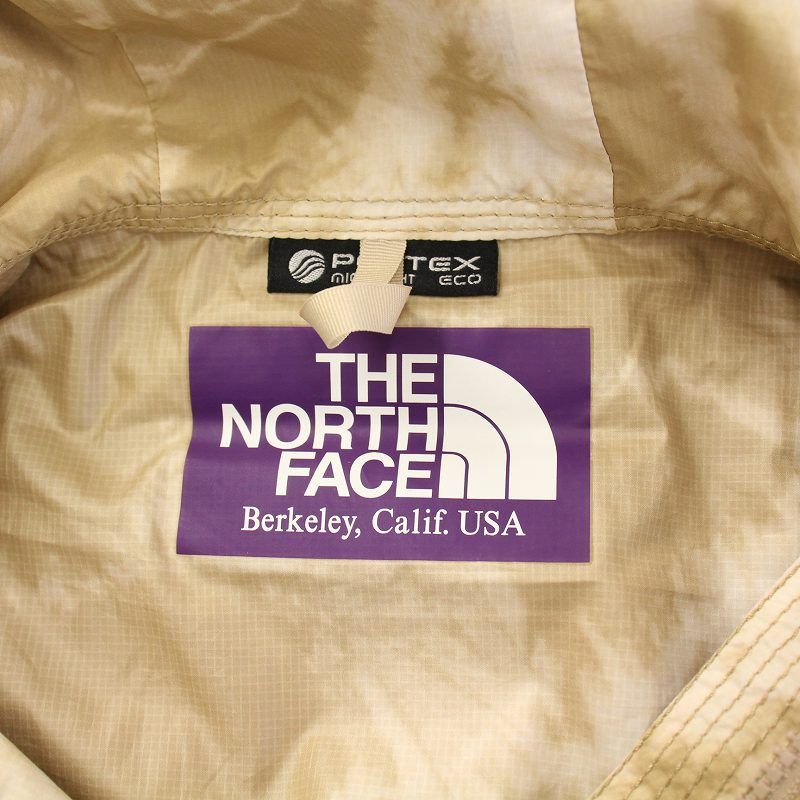 ECO
THE
NORTH
FACE
Berkeley, Calif. USA